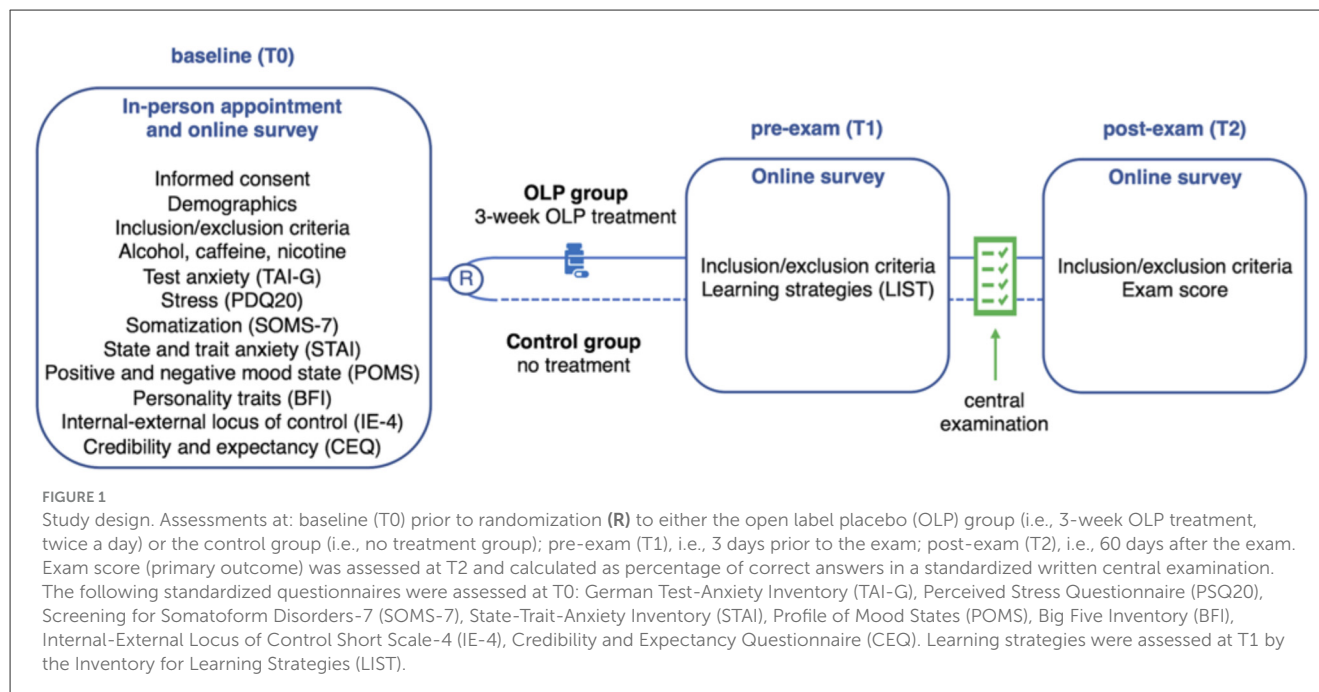 baseline (T0)
In-person appointment
and online survey
Informed consent
Demographics
Inclusion/exclusion criteria
Alcohol, caffeine, nicotine
Test anxiety (TAI-G)
Stress (PDQ20)
Somatization (SOMS-7)
State and trait anxiety (STAI)
Positive and negative mood state (POMS)
Personality traits (BFI)
Internal-external locus of control (IE-4)
Credibility and expectancy (CEQ)
R
OLP group
3-week OLP treatment
Control group
no treatment
pre-exam (T1)
Online survey
Inclusion/exclusion criteria
Learning strategies (LIST)
central
examination
post-exam (T2)
Online survey
Inclusion/exclusion criteria
Exam score
FIGURE 1
Study design. Assessments at: baseline (T0) prior to randomization (R) to either the open label placebo (OLP) group (i.e., 3-week OLP treatment,
twice a day) or the control group (i.e., no treatment group); pre-exam (T1), i.e., 3 days prior to the exam; post-exam (T2), i.e., 60 days after the exam.
Exam score (primary outcome) was assessed at T2 and calculated as percentage of correct answers in a standardized written central examination.
The following standardized questionnaires were assessed at T0: German Test-Anxiety Inventory (TAI-G), Perceived Stress Questionnaire (PSQ20),
Screening for Somatoform Disorders-7 (SOMS-7), State-Trait-Anxiety Inventory (STAI), Profile of Mood States (POMS), Big Five Inventory (BFI),
Internal-External Locus of Control Short Scale-4 (IE-4), Credibility and Expectancy Questionnaire (CEQ). Learning strategies were assessed at T1 by
the Inventory for Learning Strategies (LIST).